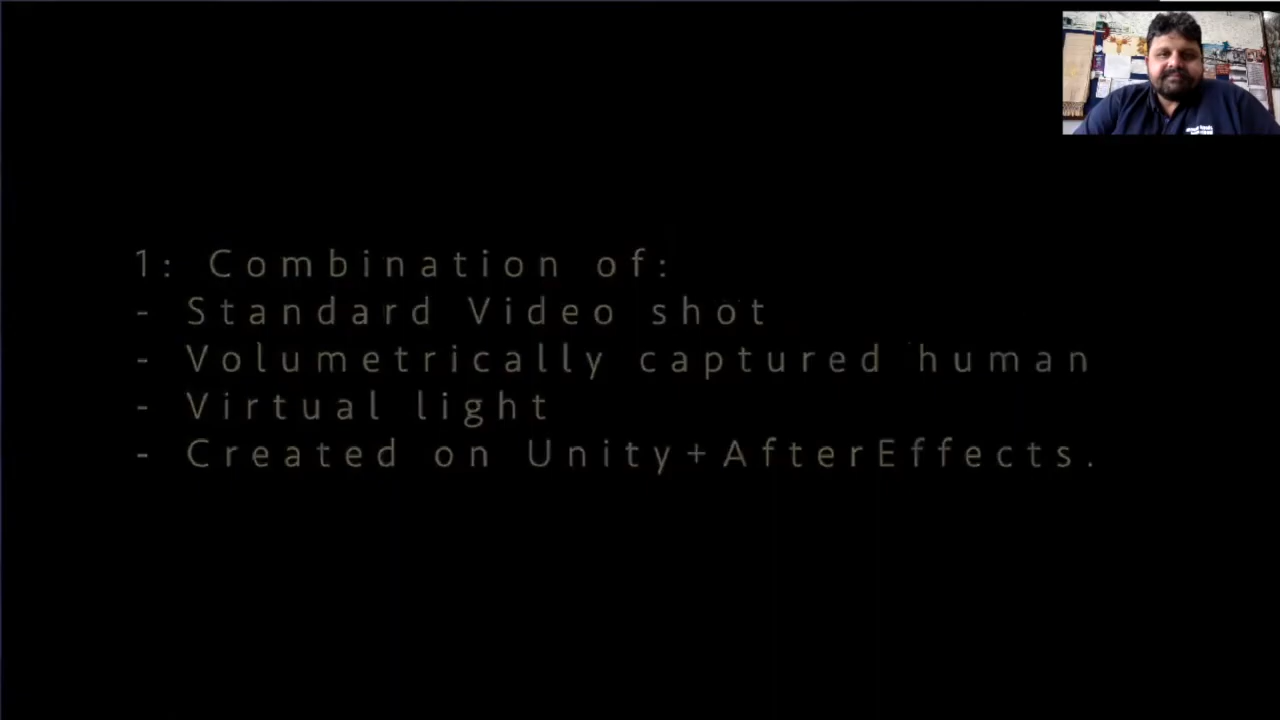 1: Combination of:
- Standard Video shot
- Volumetrically captured human
- Virtual light
- Created on Unity+AfterEffects.